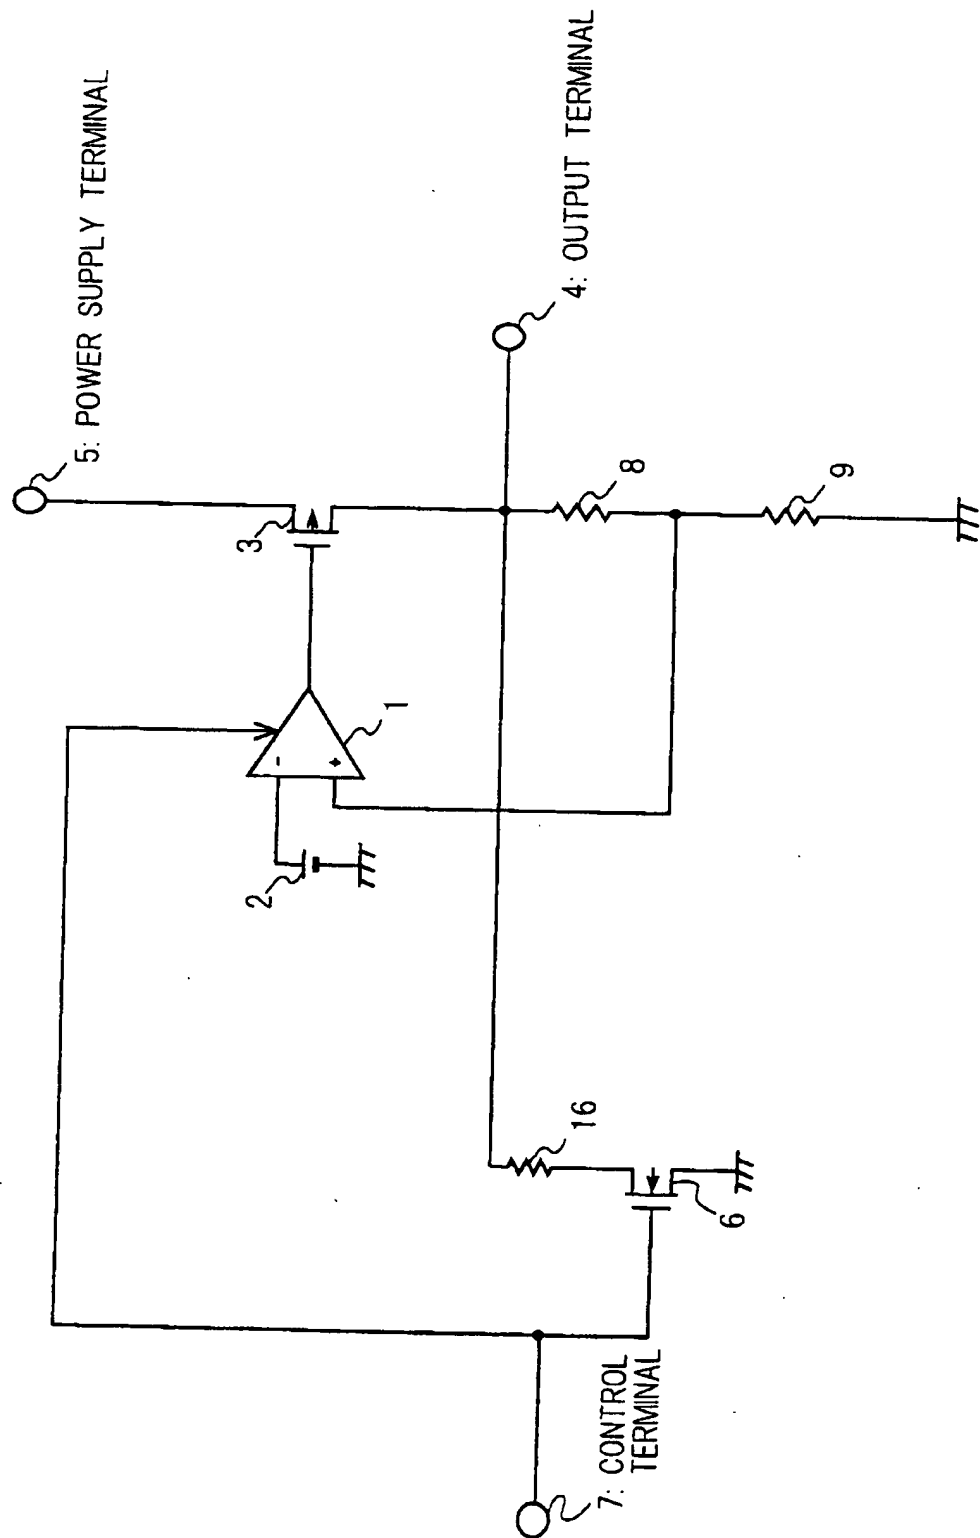 5: POWER SUPPLY TERMINAL
3
1
2
4: OUTPUT TERMINAL
8
9
16
6
7: CONTROL
TERMINAL
-
+